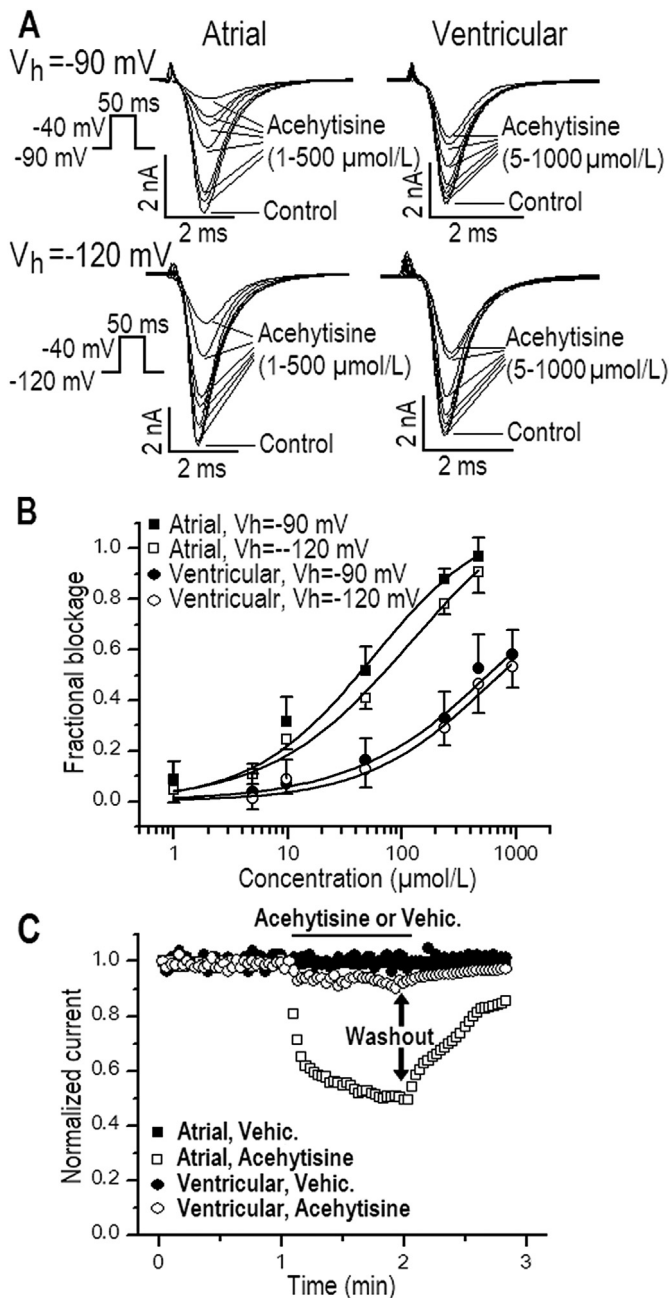 A
Atrial
Ventricular
Vh=-90 mV
50 ms
-40 mV
-90 mV
Acehytisine
(1-500 µmol/L)
Control
2 nA
2 ms
Acehytisine
(5-1000 µmol/L)
Control
2 nA
2 ms
Vh=-120 mV
50 ms
-40 mV
-120 mV
Acehytisine
(1-500 µmol/L)
Control
2 nA
2 ms
Acehytisine
(5-1000 µmol/L)
Control
2 nA
2 ms
B
Atrial, Vh=-90 mV
Atrial, Vh=--120 mV
Ventricular, Vh=-90 mV
Ventricualr, Vh=-120 mV
Fractional blockage
1.0
0.8
0.6
0.4
0.2
0.0
1
10
100
1000
Concentration (µmol/L)
C
Acehytisine or Vehic.
Washout
Atrial, Vehic.
Atrial, Acehytisine
Ventricular, Vehic.
Ventricular, Acehytisine
Normalized current
1.0
0.8
0.6
0.4
0.2
0.0
0
1
2
3
Time (min)